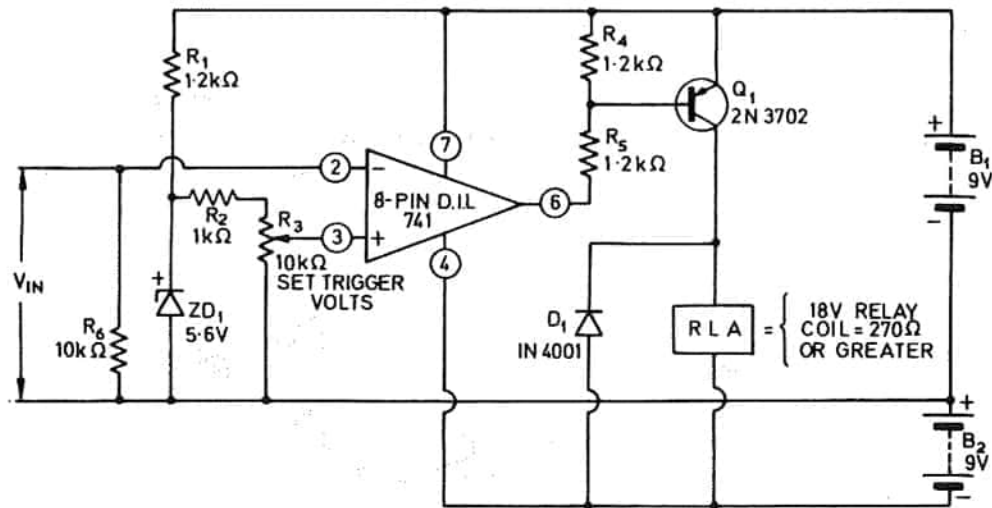 R1
1·2kΩ
R4
1·2kΩ
Q1
2N 3702
+
B1
9V
−
7
R5
1·2kΩ
2
−
8-PIN D.I.L
741
6
R2
1kΩ
R3
3
+
10kΩ
SET TRIGGER
VOLTS
4
VIN
+
ZD1
5·6V
R6
10kΩ
D1
IN 4001
RLA
=
18V RELAY
COIL = 270Ω
OR GREATER
+
B2
9V
−